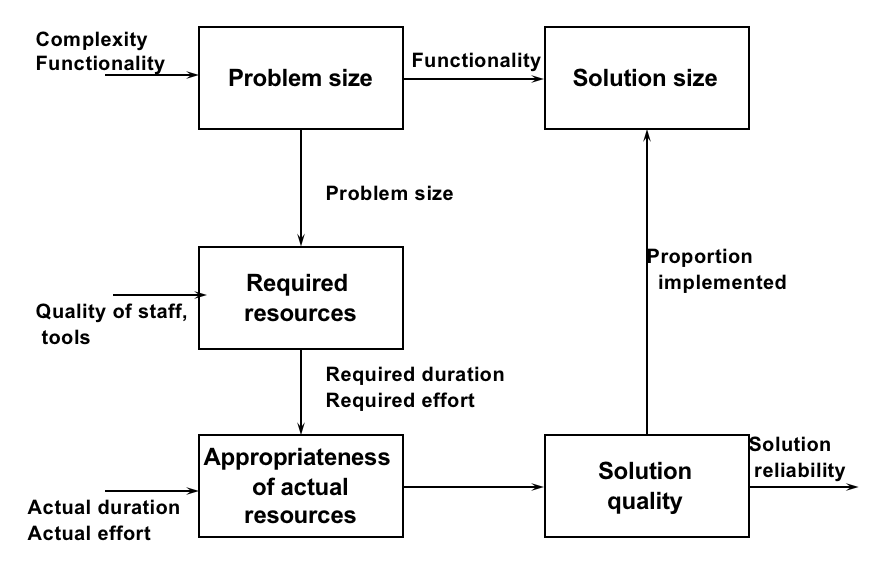 Complexity
Functionality
Problem size
Functionality
Solution size
Problem size
Proportion
implemented
Required
resources
Quality of staff,
tools
Required duration
Required effort
Appropriateness
of actual
resources
Solution
quality
Solution
reliability
Actual duration
Actual effort